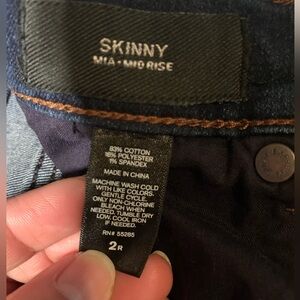 SKINNY
MIA • MID RISE
83% COTTON
16% POLYESTER
1% SPANDEX
MADE IN CHINA
MACHINE WASH COLD
WITH LIKE COLORS.
GENTLE CYCLE.
ONLY NON-CHLORINE
BLEACH WHEN
NEEDED. TUMBLE DRY
LOW. COOL IRON
IF NEEDED.
RN# 55285
2R